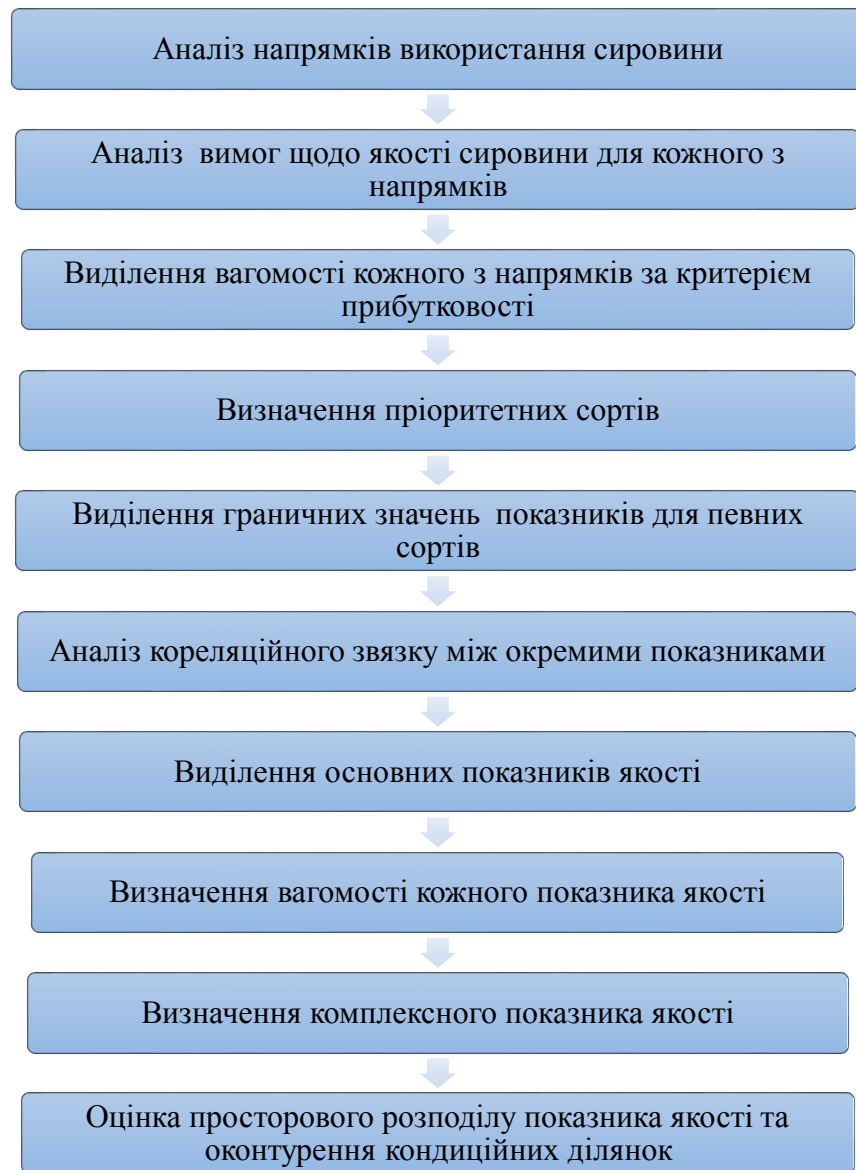 Аналіз напрямків використання сировини
Аналіз  вимог щодо якості сировини для кожного з
напрямків
Виділення вагомості кожного з напрямків за критерієм
прибутковості
Визначення пріоритетних сортів
Виділення граничних значень  показників для певних
сортів
Аналіз кореляційного звязку між окремими показниками
Виділення основних показників якості
Визначення вагомості кожного показника якості
Визначення комплексного показника якості
Оцінка просторового розподілу показника якості та
оконтурення кондиційних ділянок